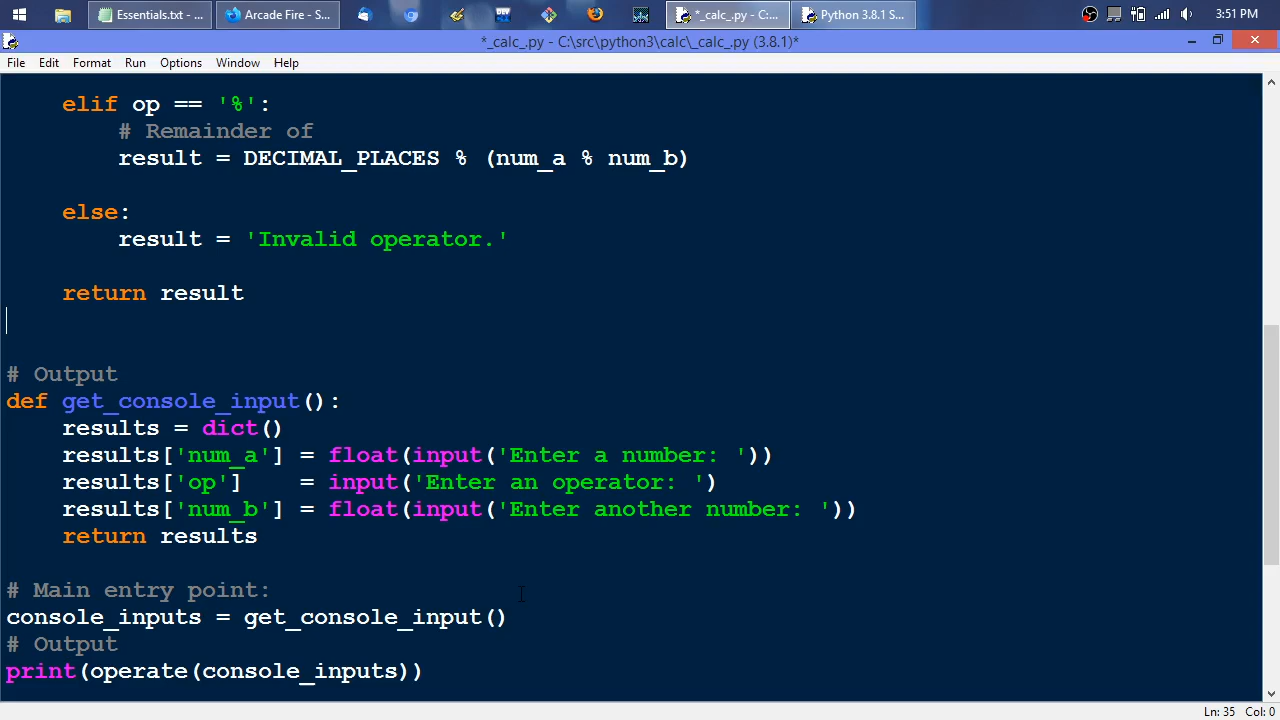 Essentials.txt - ...
Arcade Fire - S...
*_calc_.py - C:...
Python 3.8.1 S...
3:51 PM
*_calc_.py - C:\src\python3\calc\_calc_.py (3.8.1)*
File Edit Format Run Options Window Help
elif op == '%':
# Remainder of
result = DECIMAL_PLACES % (num_a % num_b)
else:
result = 'Invalid operator.'
return result
# Output
def get_console_input():
results = dict()
results['num_a'] = float(input('Enter a number: '))
results['op'] = input('Enter an operator: ')
results['num_b'] = float(input('Enter another number: '))
return results
# Main entry point:
console_inputs = get_console_input()
# Output
print(operate(console_inputs))
Ln: 35 Col: 0